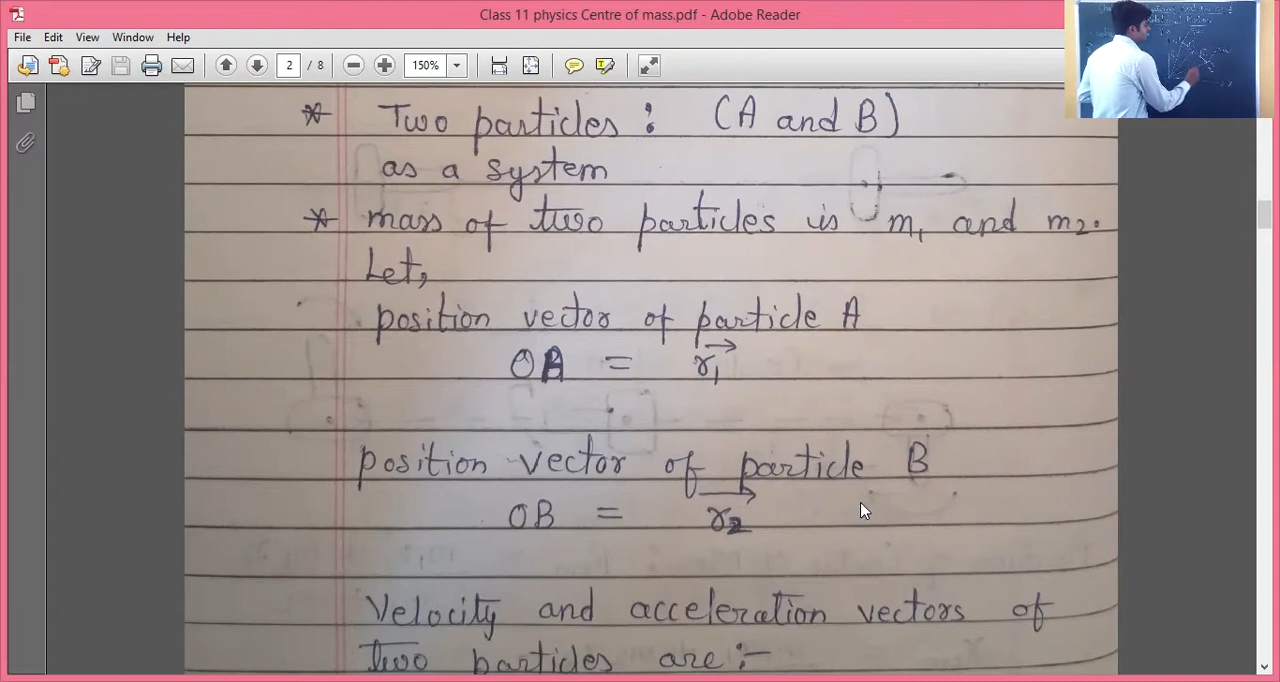 Class 11 physics Centre of mass.pdf - Adobe Reader
File Edit View Window Help
2 / 8 150%
* Two particles : (A and B)
as a system
* mass of two particles is m₁ and m₂.
Let,
position vector of particle A
OA = r₁
position vector of particle B
OB = r₂
Velocity and acceleration vectors of
two particles are :-